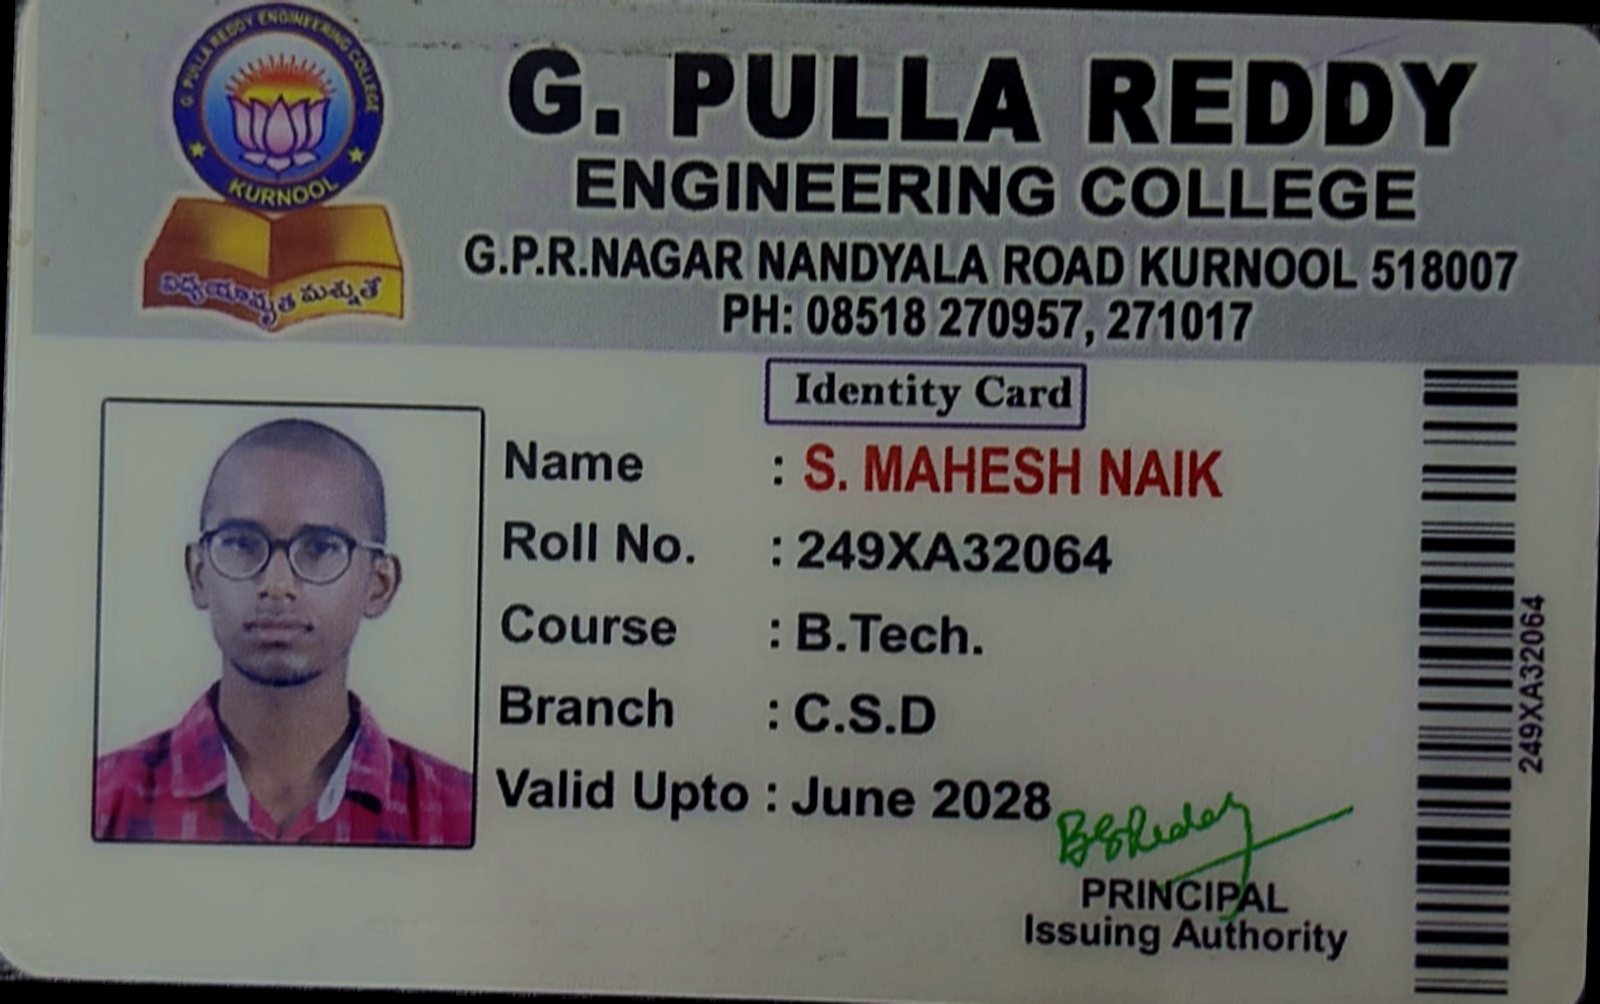 G. PULLA REDDY ENGINEERING COLLEGE
KURNOOL
విద్యయామృత మశ్నుతే
G. PULLA REDDY
ENGINEERING COLLEGE
G.P.R.NAGAR NANDYALA ROAD KURNOOL 518007
PH: 08518 270957, 271017
Identity Card
Name : S. MAHESH NAIK
Roll No. : 249XA32064
Course : B.Tech.
Branch : C.S.D
Valid Upto : June 2028
PRINCIPAL
Issuing Authority
249XA32064